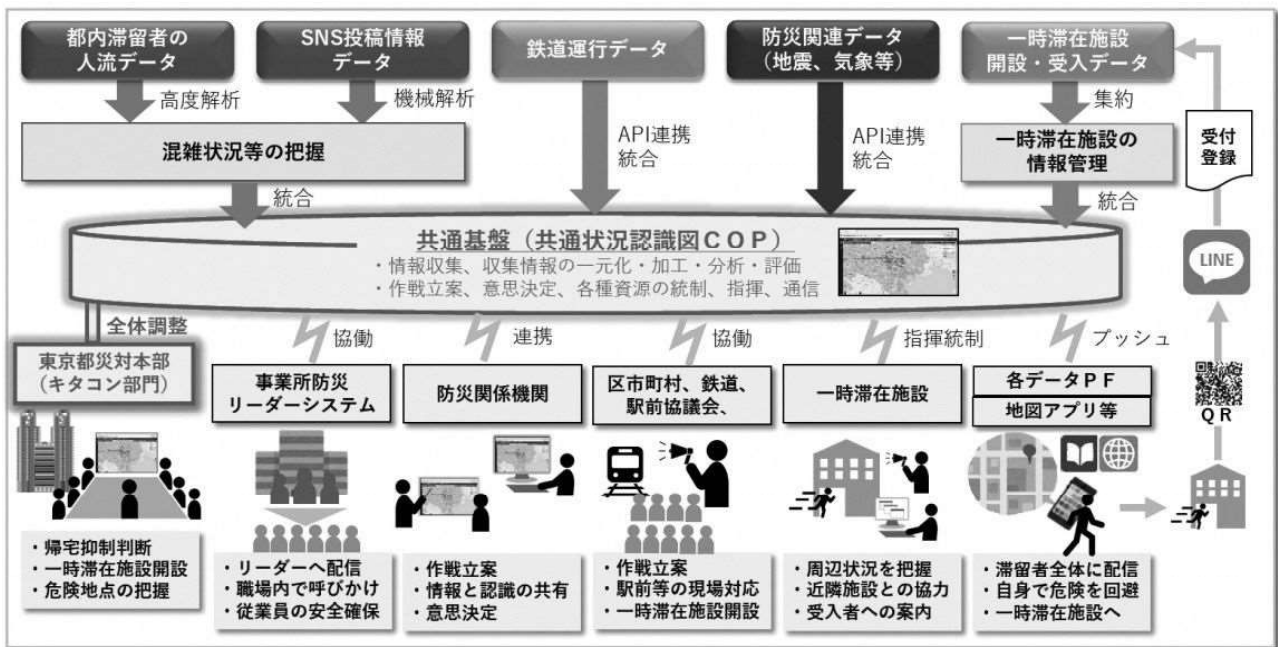 都内滞留者の
人流データ
SNS投稿情報
データ
鉄道運行データ
防災関連データ
（地震、気象等）
一時滞在施設
開設・受入データ
高度解析
機械解析
API連携
統合
API連携
統合
集約
混雑状況等の把握
一時滞在施設の
情報管理
受付
登録
統合
統合
共通基盤（共通状況認識図ＣＯＰ）
・情報収集、収集情報の一元化・加工・分析・評価
・作戦立案、意思決定、各種資源の統制、指揮、通信
LINE
全体調整
協働
連携
協働
指揮統制
プッシュ
東京都災対本部
（キタコン部門）
事業所防災
リーダーシステム
防災関係機関
区市町村、鉄道、
駅前協議会、
一時滞在施設
各データＰＦ
地図アプリ等
ＱＲ
・帰宅抑制判断
・一時滞在施設開設
・危険地点の把握
・リーダーへ配信
・職場内で呼びかけ
・従業員の安全確保
・作戦立案
・情報と認識の共有
・意思決定
・作戦立案
・駅前等の現場対応
・一時滞在施設開設
・周辺状況を把握
・近隣施設との協力
・受入者への案内
・滞留者全体に配信
・自身で危険を回避
・一時滞在施設へ